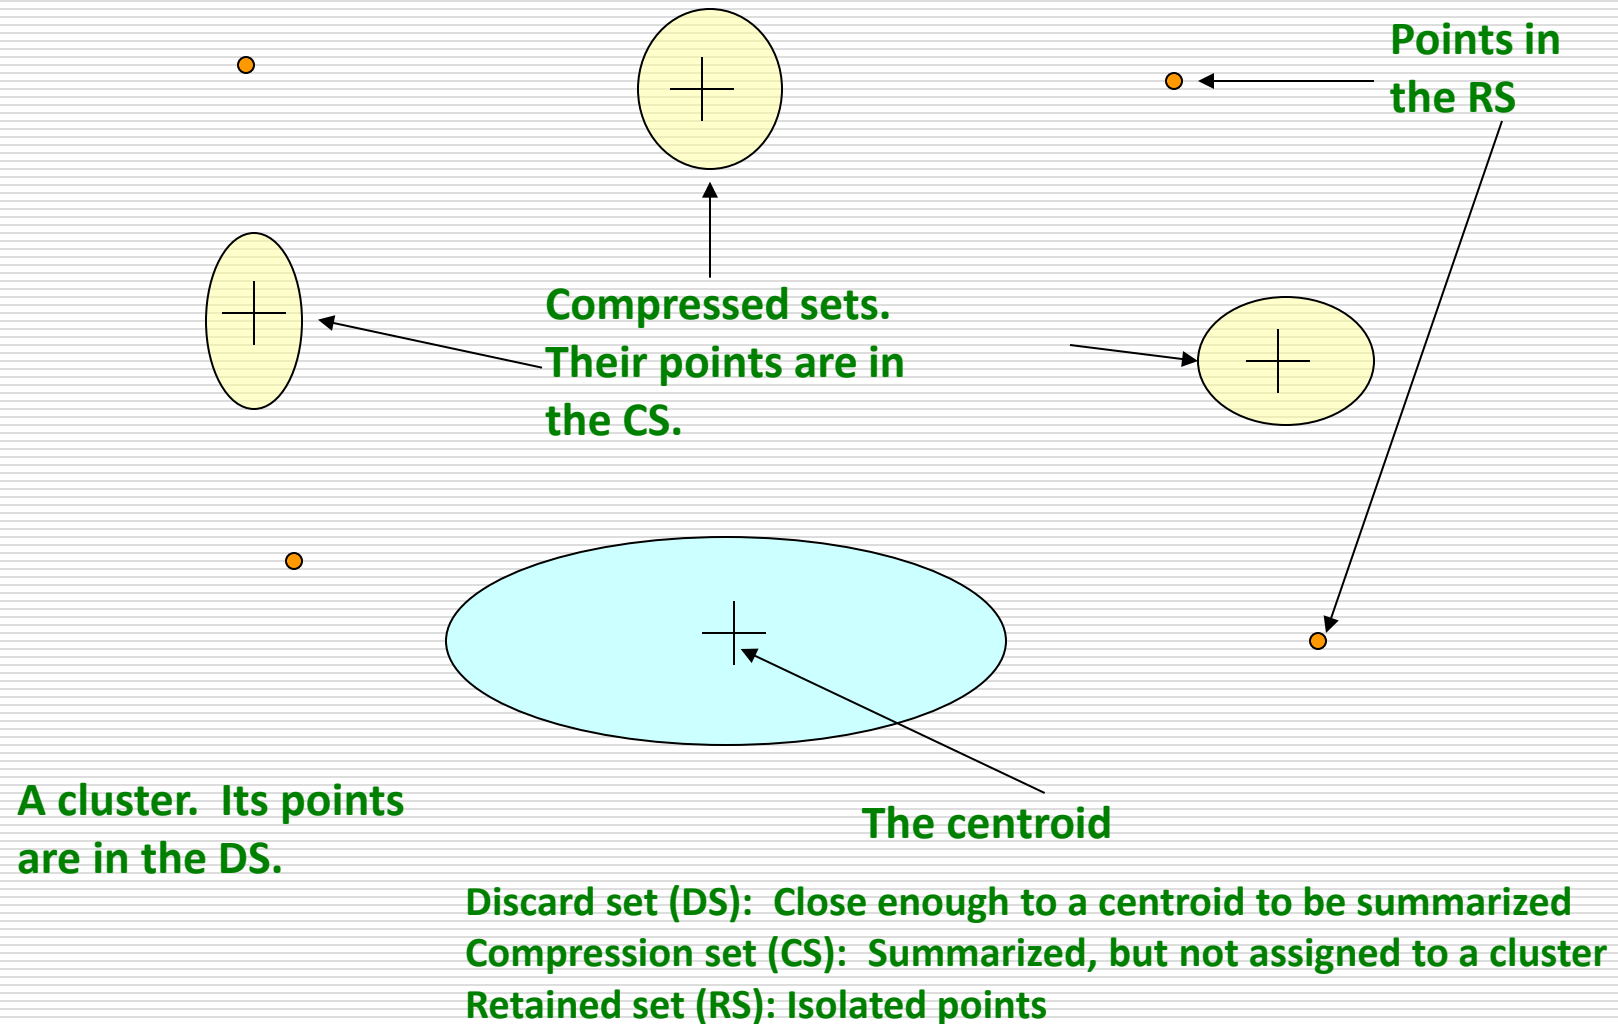 Points in
the RS
Compressed sets.
Their points are in
the CS.
A cluster.  Its points
are in the DS.
The centroid
Discard set (DS):  Close enough to a centroid to be summarized
Compression set (CS):  Summarized, but not assigned to a cluster
Retained set (RS): Isolated points